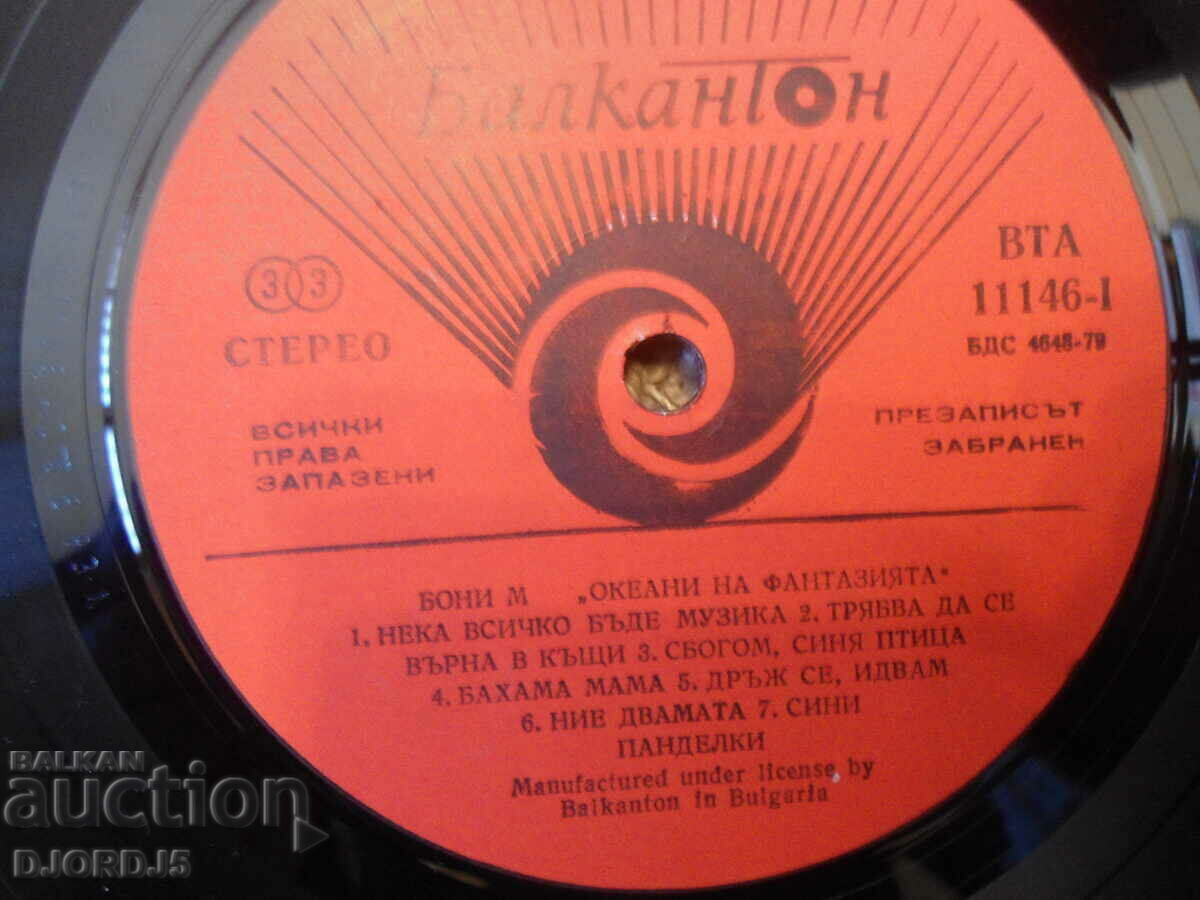 Балкантон
33
СТЕРЕО
ВТА
11146-I
БДС 4648-79
ВСИЧКИ
ПРАВА
ЗАПАЗЕНИ
ПРЕЗАПИСЪТ
ЗАБРАНЕН
БОНИ М „ОКЕАНИ НА ФАНТАЗИЯТА"
1. НЕКА ВСИЧКО БЪДЕ МУЗИКА 2. ТРЯБВА ДА СЕ
ВЪРНА В КЪЩИ 3. СБОГОМ, СИНЯ ПТИЦА
4. БАХАМА МАМА 5. ДРЪЖ СЕ, ИДВАМ
6. НИЕ ДВАМАТА 7. СИНИ
ПАНДЕЛКИ
Manufactured under license by
Balkanton in Bulgaria
BALKAN
auction
DJORDJ5